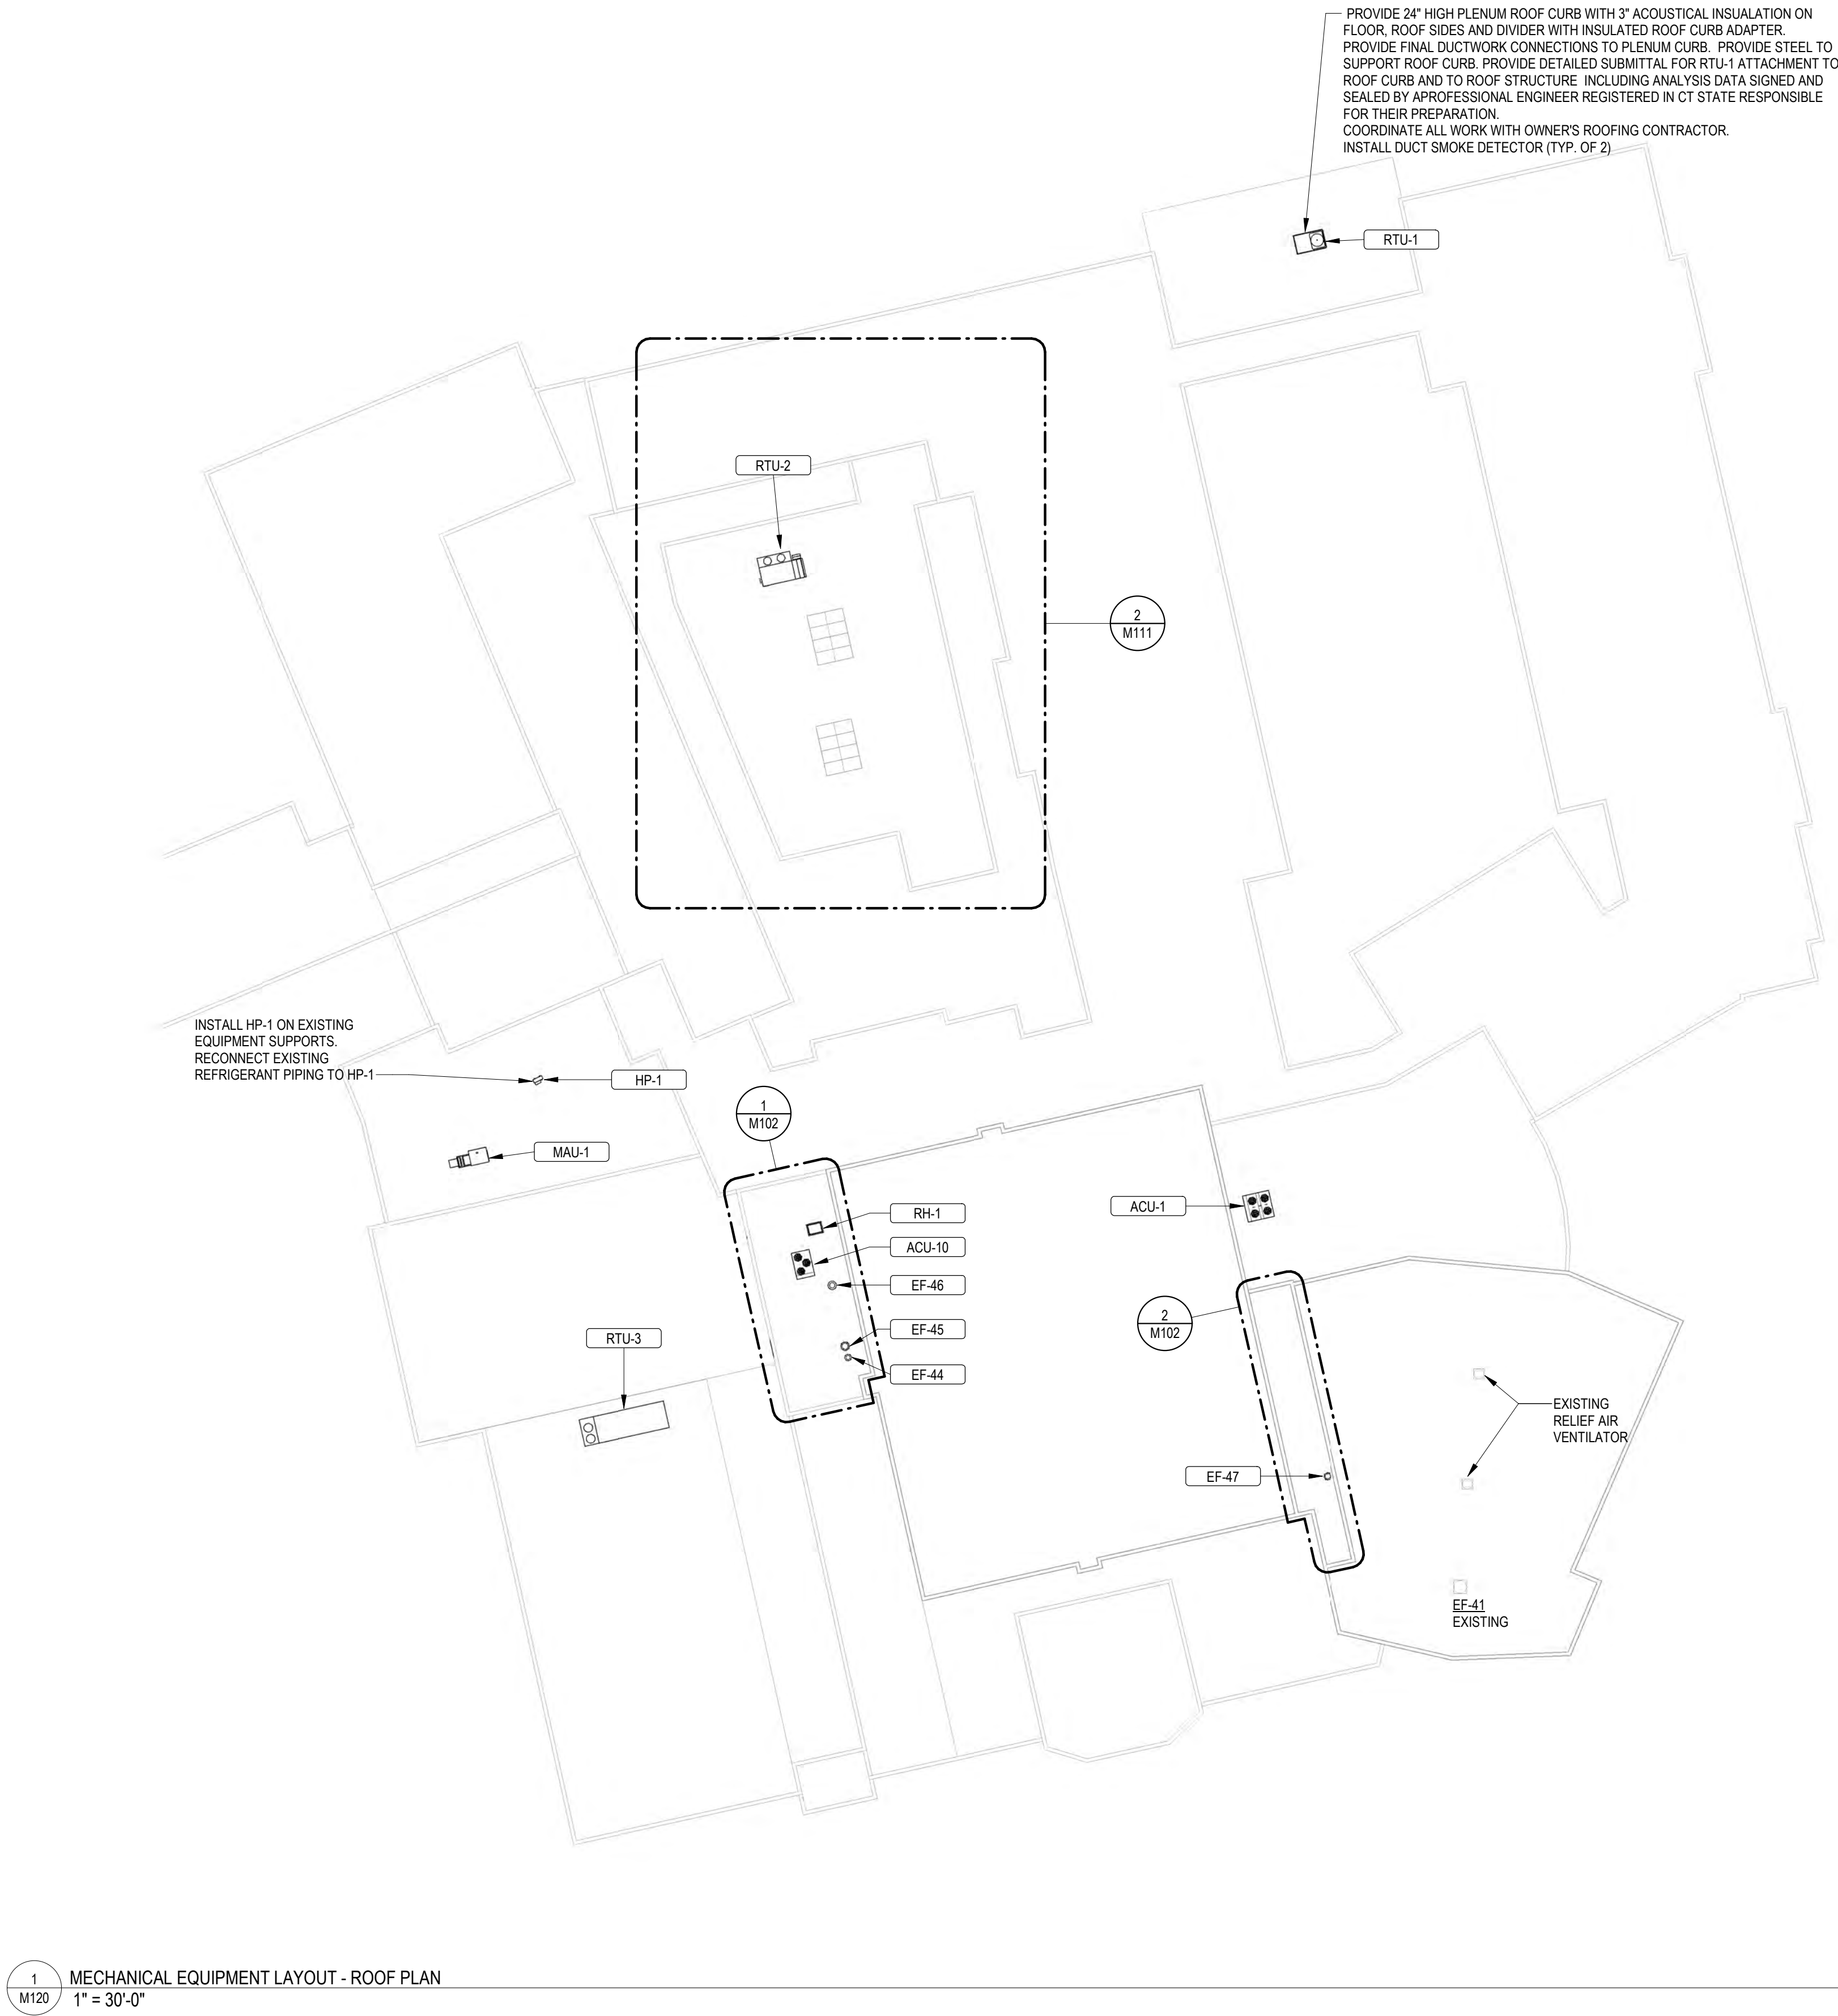 PROVIDE 24" HIGH PLENUM ROOF CURB WITH 3" ACOUSTICAL INSUALATION ON
FLOOR, ROOF SIDES AND DIVIDER WITH INSULATED ROOF CURB ADAPTER.
PROVIDE FINAL DUCTWORK CONNECTIONS TO PLENUM CURB. PROVIDE STEEL TO
SUPPORT ROOF CURB. PROVIDE DETAILED SUBMITTAL FOR RTU-1 ATTACHMENT TO
ROOF CURB AND TO ROOF STRUCTURE INCLUDING ANALYSIS DATA SIGNED AND
SEALED BY APROFESSIONAL ENGINEER REGISTERED IN CT STATE RESPONSIBLE
FOR THEIR PREPARATION.
COORDINATE ALL WORK WITH OWNER'S ROOFING CONTRACTOR.
INSTALL DUCT SMOKE DETECTOR (TYP. OF 2)
RTU-1
RTU-2
2
M111
INSTALL HP-1 ON EXISTING
EQUIPMENT SUPPORTS.
RECONNECT EXISTING
REFRIGERANT PIPING TO HP-1
HP-1
1
M102
MAU-1
RH-1
ACU-1
ACU-10
EF-46
2
M102
EF-45
RTU-3
EF-44
EXISTING
RELIEF AIR
VENTILATOR
EF-47
EF-41
EXISTING
1
M120
MECHANICAL EQUIPMENT LAYOUT - ROOF PLAN
1" = 30'-0"